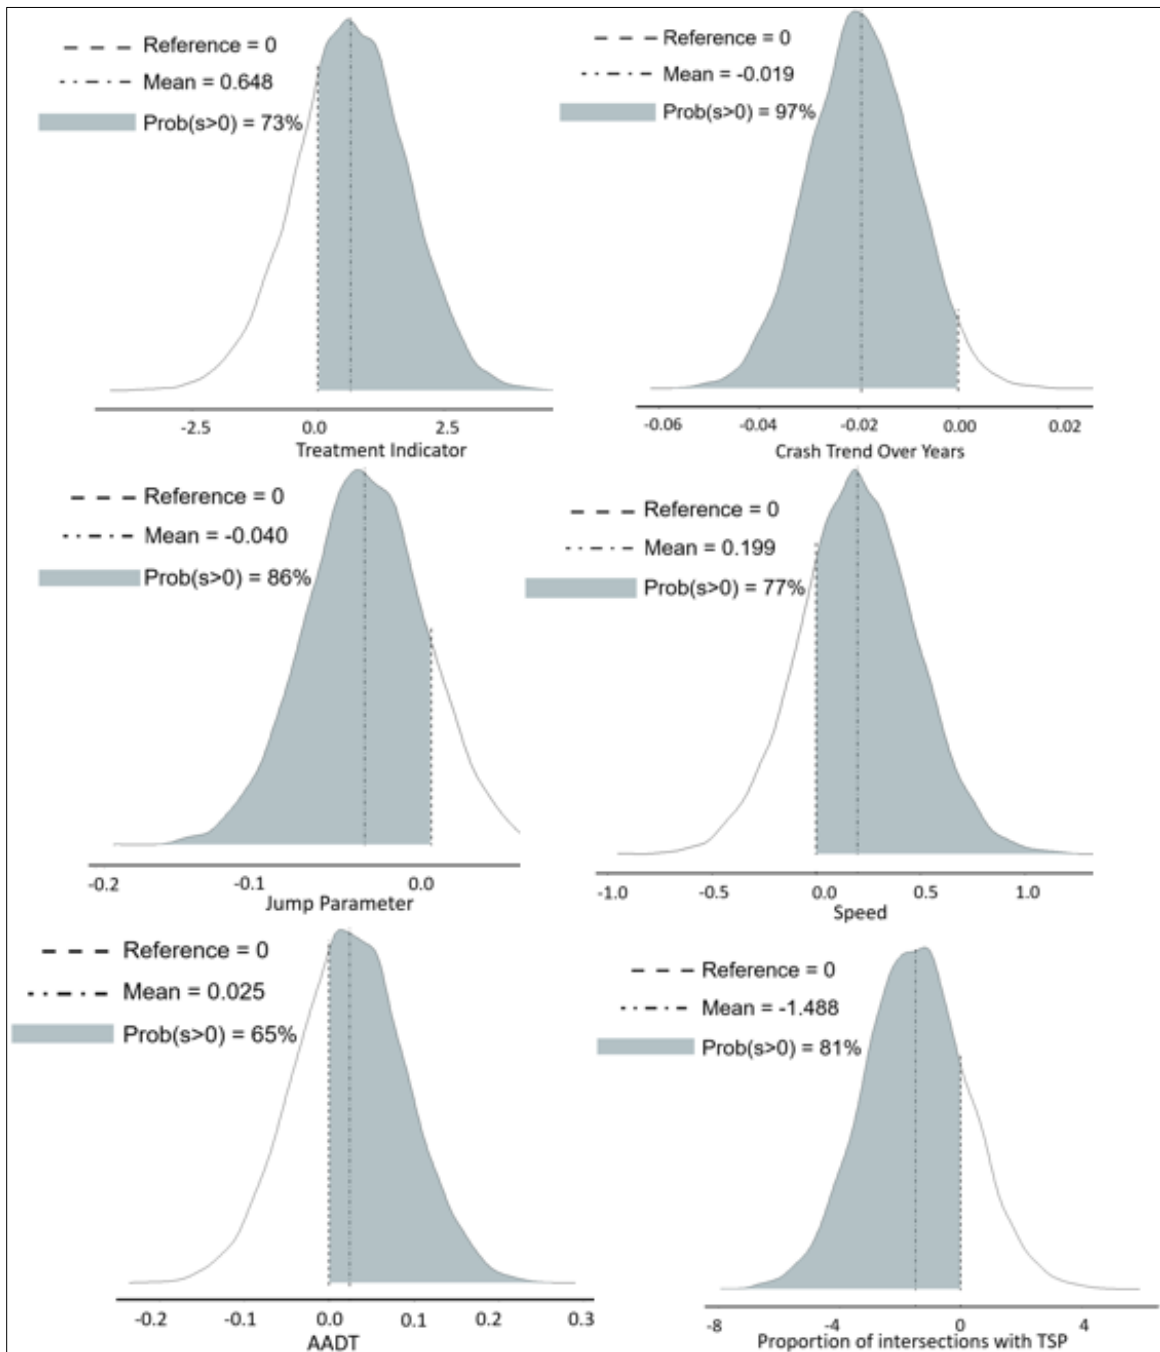 Reference = 0
Mean = 0.648
Prob(s>0) = 73%
-2.5 0.0 2.5
Treatment Indicator
Reference = 0
Mean = -0.019
Prob(s>0) = 97%
-0.06 -0.04 -0.02 0.00 0.02
Crash Trend Over Years
Reference = 0
Mean = -0.040
Prob(s>0) = 86%
-0.2 -0.1 0.0
Jump Parameter
Reference = 0
Mean = 0.199
Prob(s>0) = 77%
-1.0 -0.5 0.0 0.5 1.0
Speed
Reference = 0
Mean = 0.025
Prob(s>0) = 65%
-0.2 -0.1 0.0 0.1 0.2 0.3
AADT
Reference = 0
Mean = -1.488
Prob(s>0) = 81%
-8 -4 0 4
Proportion of intersections with TSP